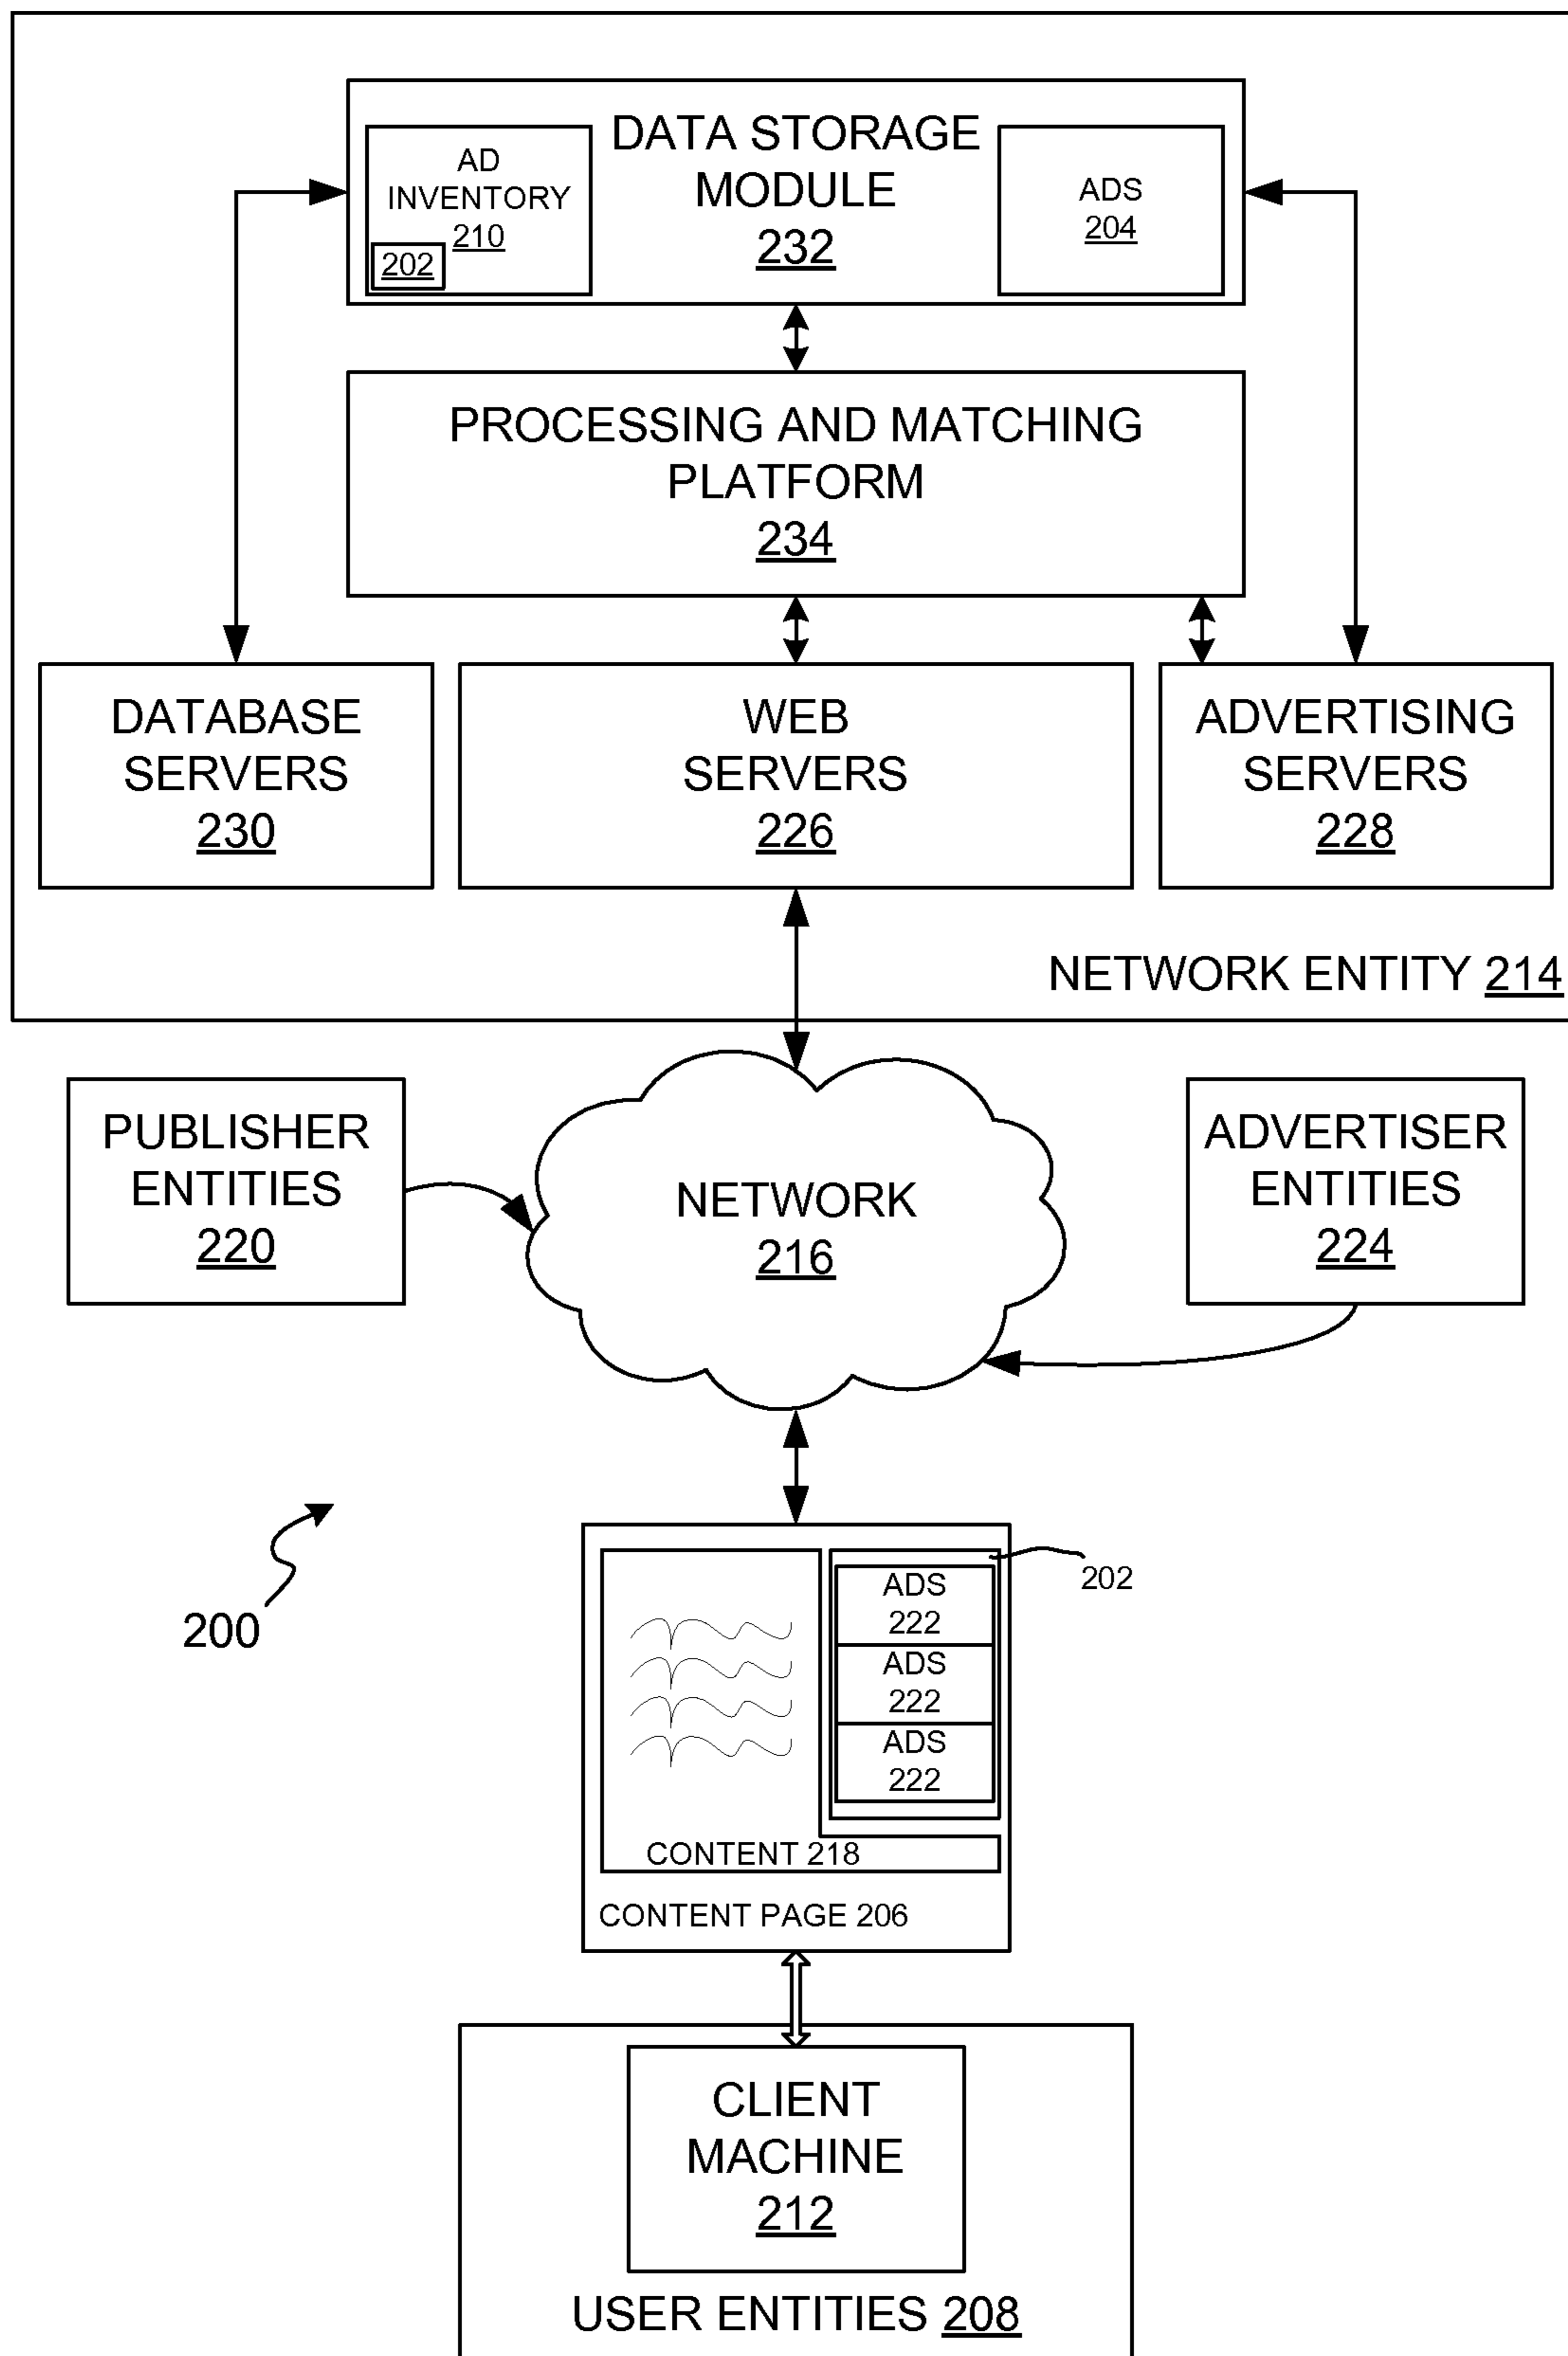 DATA STORAGE
MODULE
232
AD
INVENTORY
210
202
ADS
204
PROCESSING AND MATCHING
PLATFORM
234
DATABASE
SERVERS
230
WEB
SERVERS
226
ADVERTISING
SERVERS
228
NETWORK ENTITY 214
PUBLISHER
ENTITIES
220
NETWORK
216
ADVERTISER
ENTITIES
224
200
202
ADS
222
ADS
222
ADS
222
CONTENT 218
CONTENT PAGE 206
CLIENT
MACHINE
212
USER ENTITIES 208